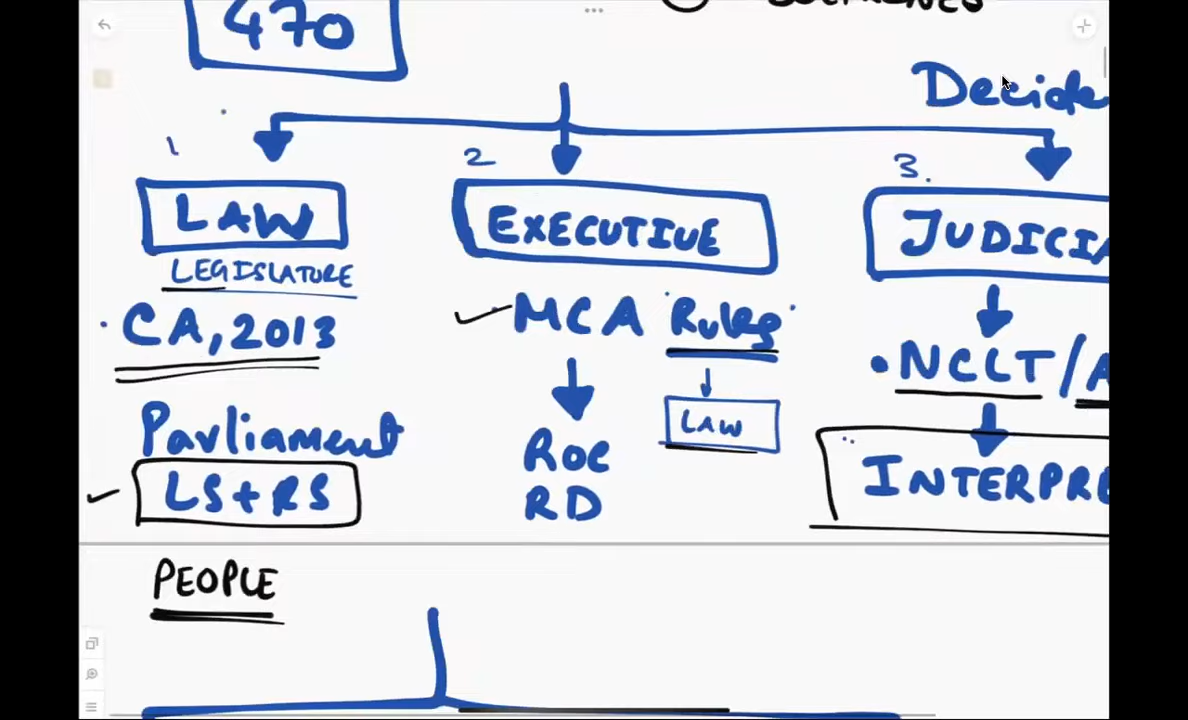 470
Decide
1
2
3.
LAW
EXECUTIVE
JUDICIA
LEGISLATURE
CA, 2013
MCA Rules
NCLT/A
LAW
Parliament
ROC
RD
LS+RS
INTERPRE
PEOPLE